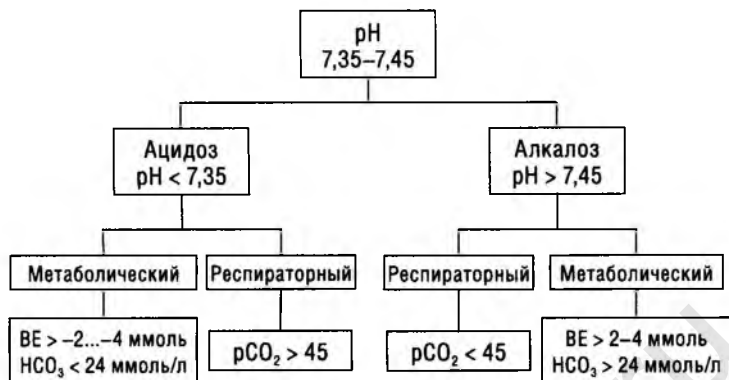 pH
7,35–7,45
Ацидоз
pH < 7,35
Алкалоз
pH > 7,45
Метаболический
Респираторный
Респираторный
Метаболический
BE > –2...–4 ммоль
HCO₃ < 24 ммоль/л
pCO₂ > 45
pCO₂ < 45
BE > 2–4 ммоль
HCO₃ > 24 ммоль/л